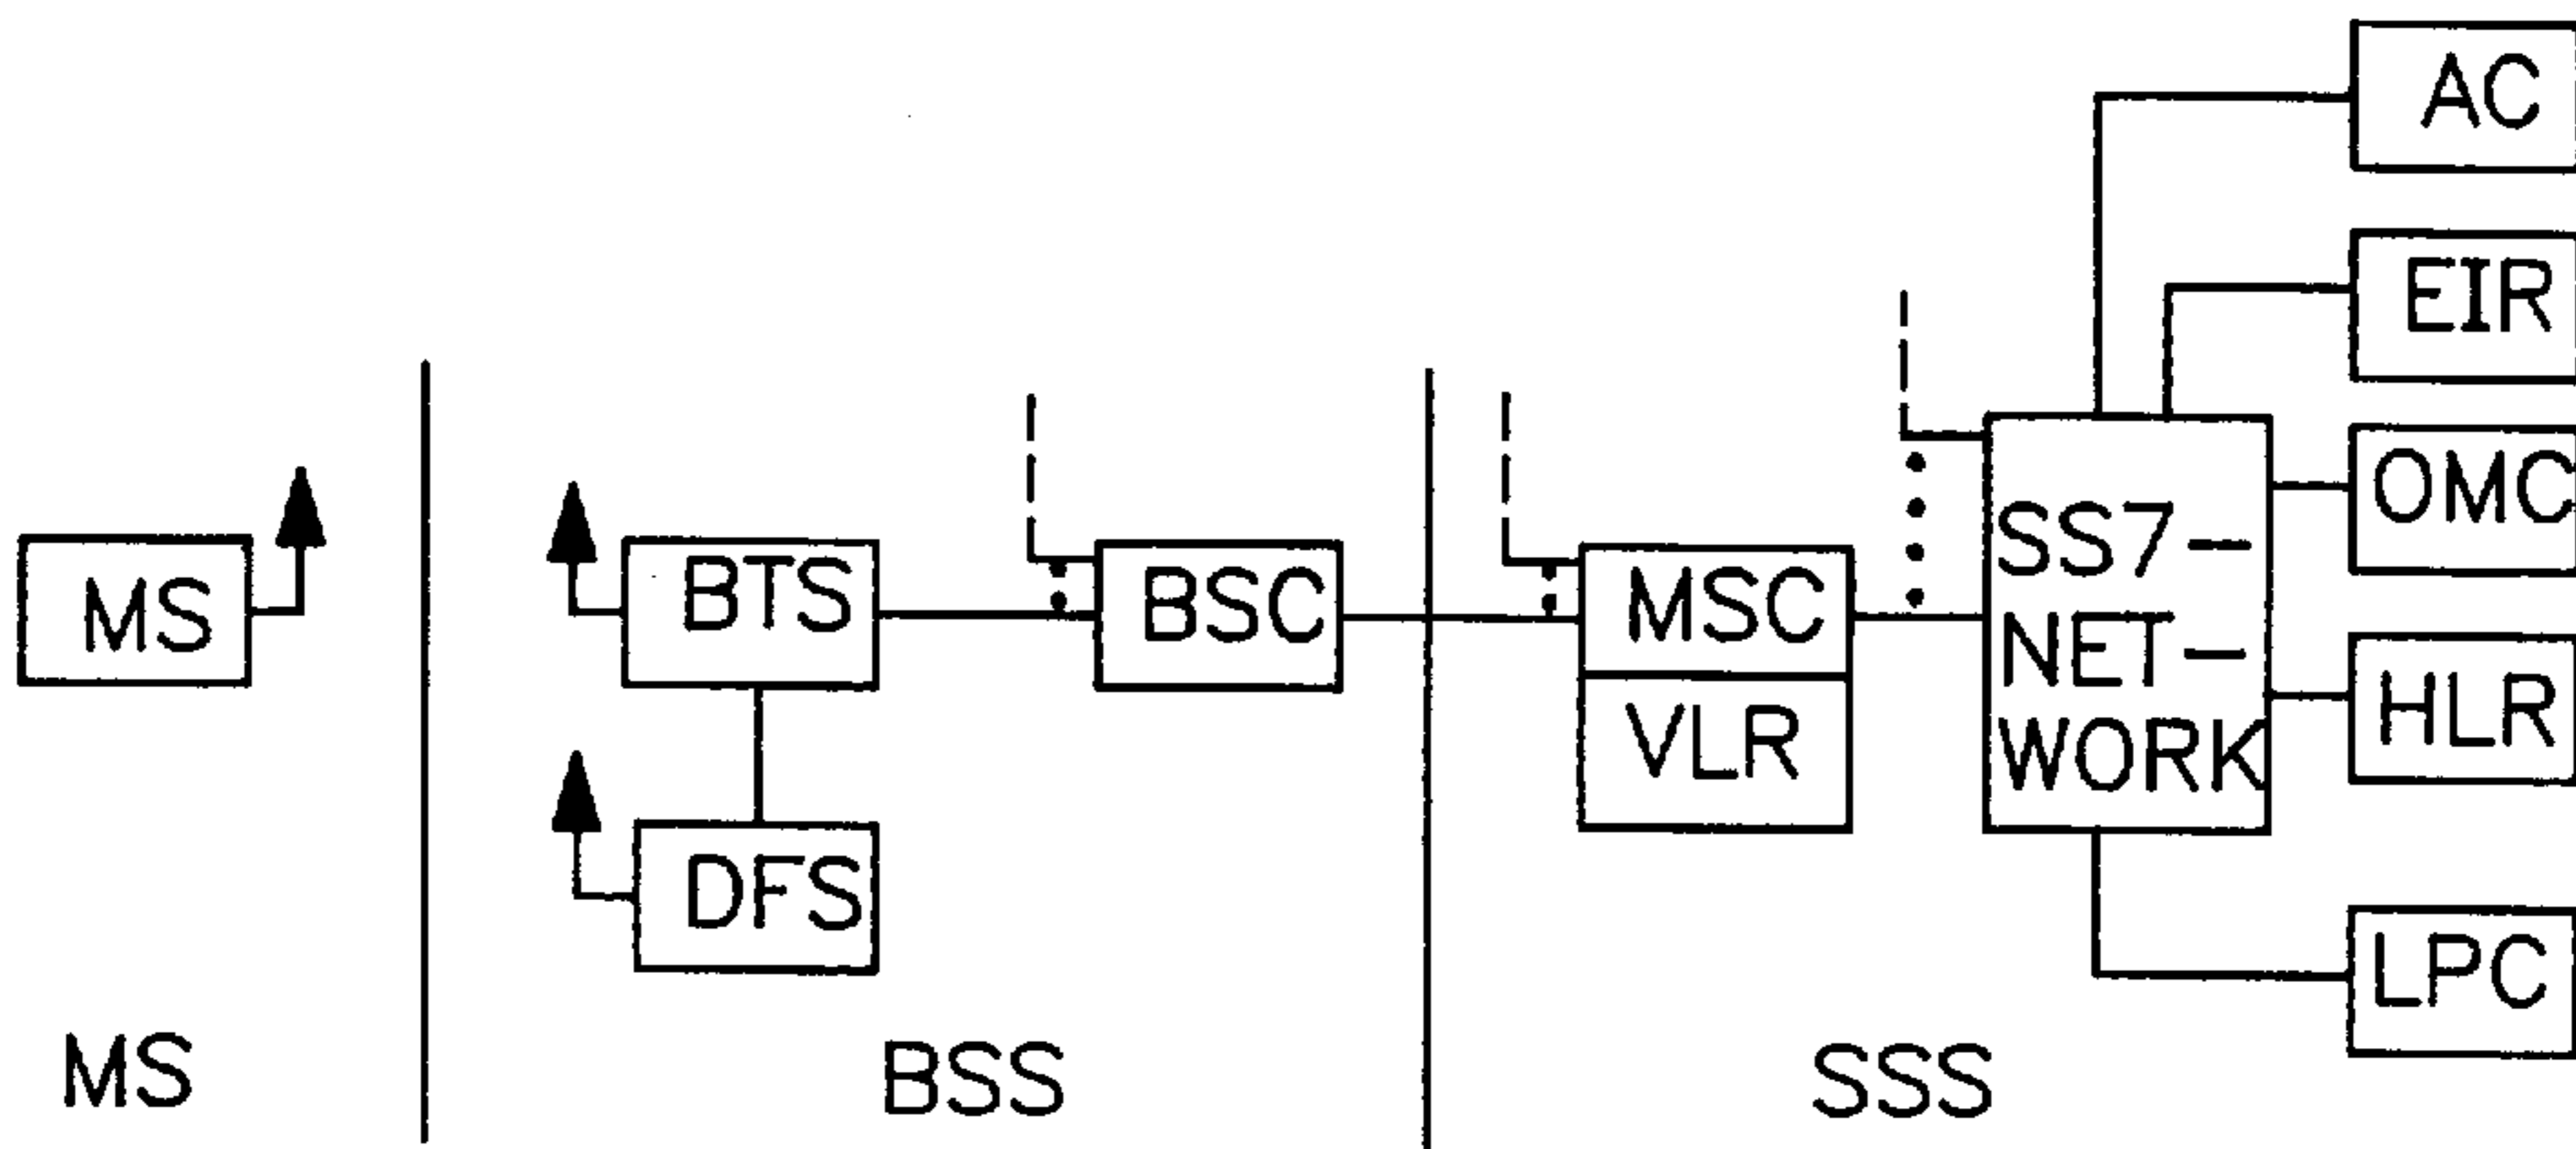 AC
EIR
OMC
MS
BTS
BSC
MSC
SS7-
NET-
WORK
VLR
HLR
DFS
LPC
MS
BSS
SSS